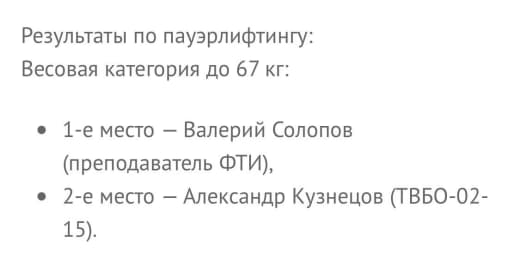 Результаты по пауэрлифтингу:
Весовая категория до 67 кг:
• 1-е место — Валерий Солопов
(преподаватель ФТИ),
• 2-е место — Александр Кузнецов (ТВБО-02-
15).